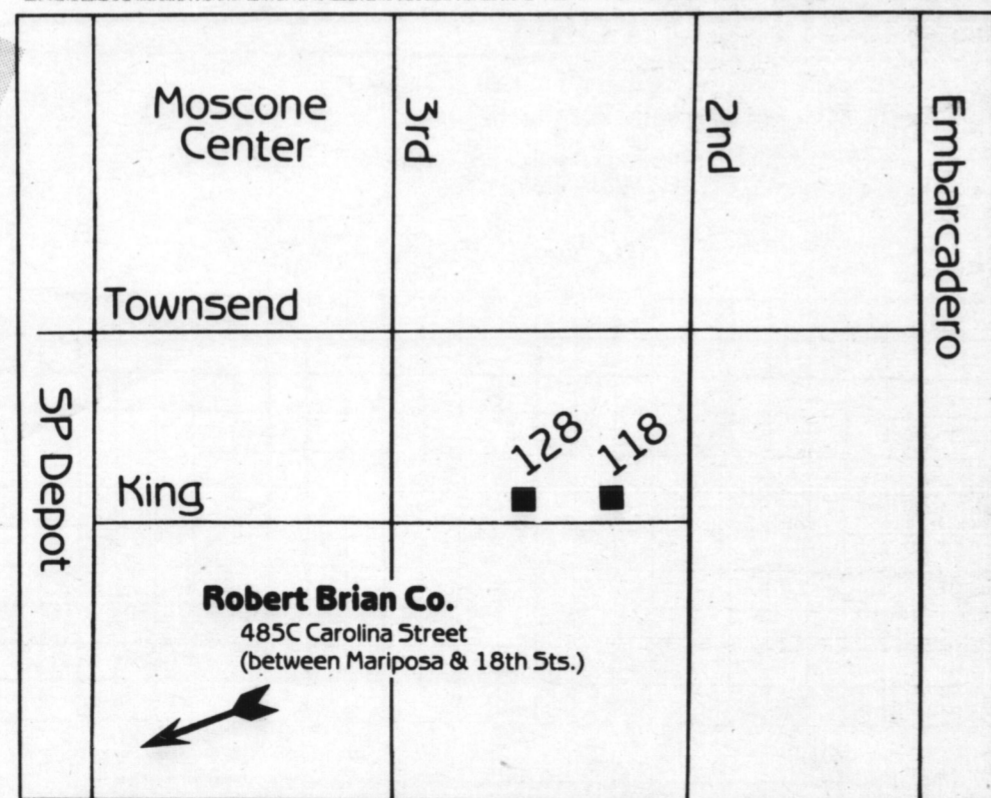 Moscone
Center
3rd
2nd
Embarcadero
Townsend
SP Depot
King
128
118
Robert Brian Co.
485C Carolina Street
(between Mariposa & 18th Sts.)